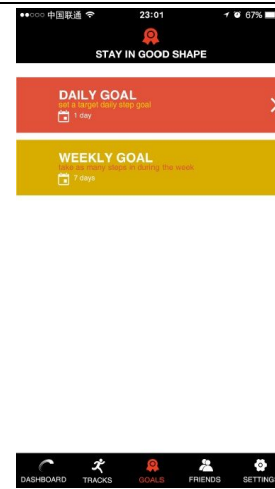 中国联通 23:01 67%
STAY IN GOOD SHAPE
DAILY GOAL
set a target daily step goal
1 day
WEEKLY GOAL
take as many steps in during the week
7 days
DASHBOARD TRACKS GOALS FRIENDS SETTING